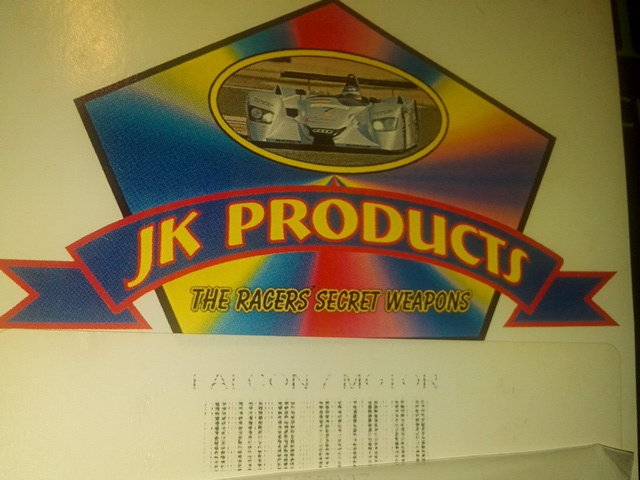 JK PRODUCTS
THE RACERS' SECRET WEAPONS
FALCON 7 MOTOR